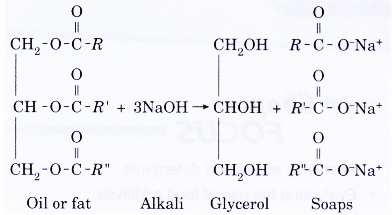 O O
CH₂-O-C-R CH₂OH R-C-O⁻Na⁺
O O
CH-O-C-R' + 3NaOH → CHOH + R'-C-O⁻Na⁺
FOCUS
O O
CH₂-O-C-R" CH₂OH R"-C-O⁻Na⁺
Oil or fat Alkali Glycerol Soaps